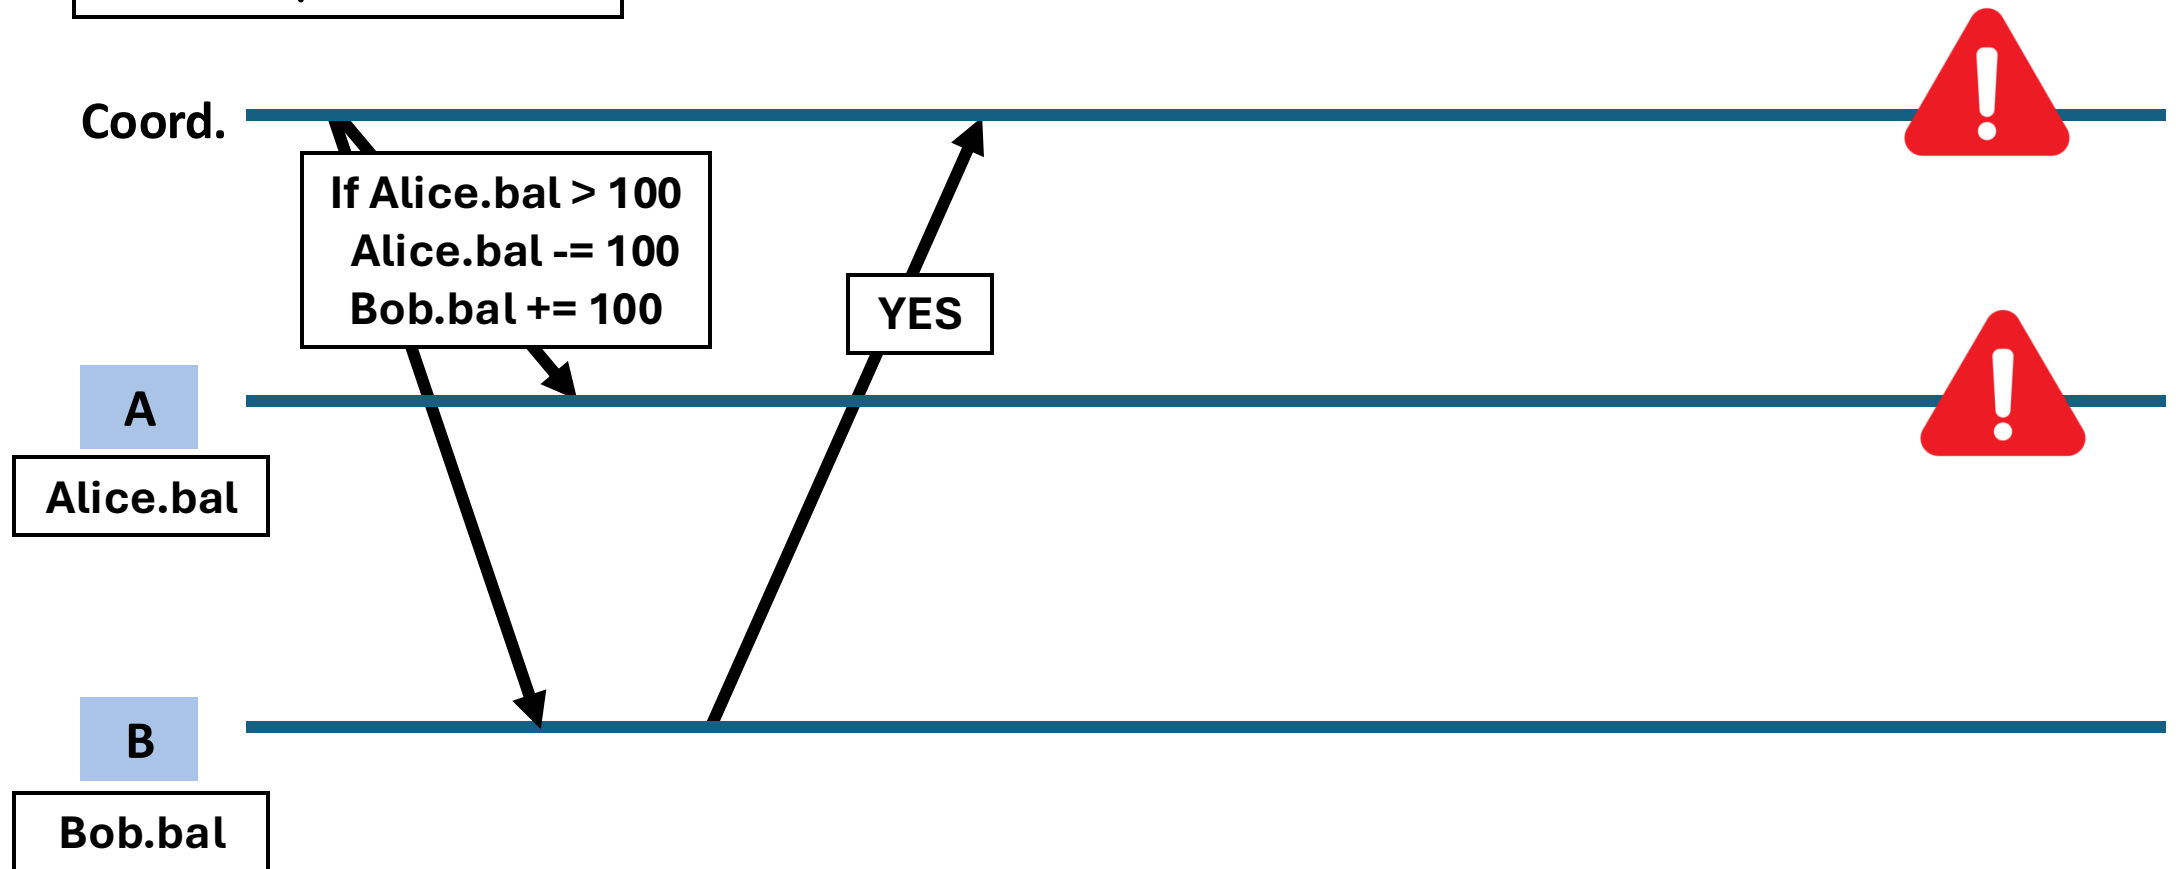 Coord.
If Alice.bal > 100
Alice.bal -= 100
Bob.bal += 100
YES
A
Alice.bal
B
Bob.bal